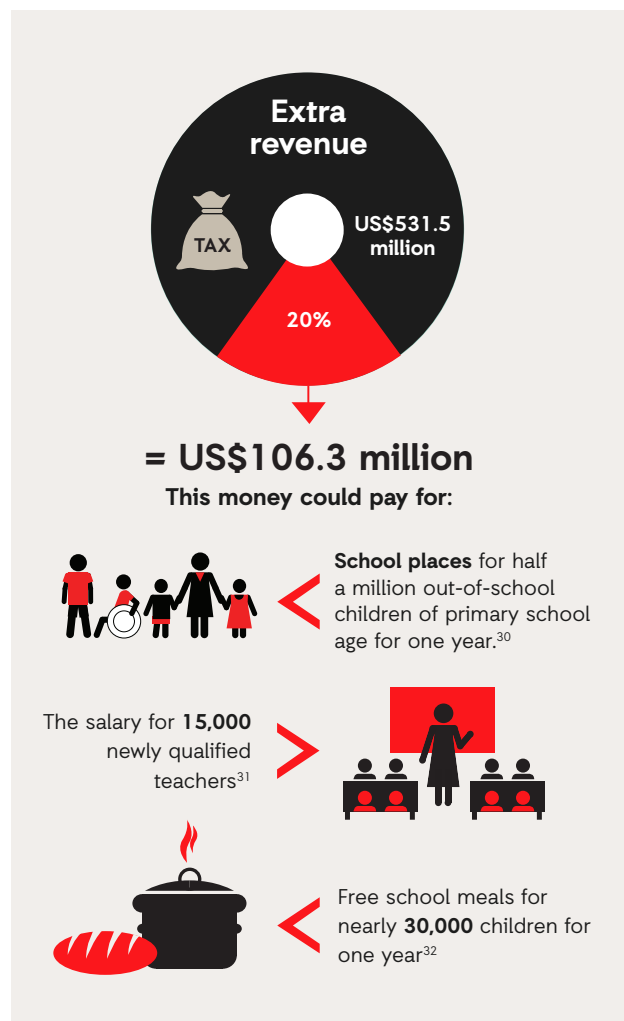 Extra
revenue
TAX
US$531.5
million
20%
= US$106.3 million
This money could pay for:
School places for half
a million out-of-school
children of primary school
age for one year.30
The salary for 15,000
newly qualified
teachers31
Free school meals for
nearly 30,000 children for
one year32